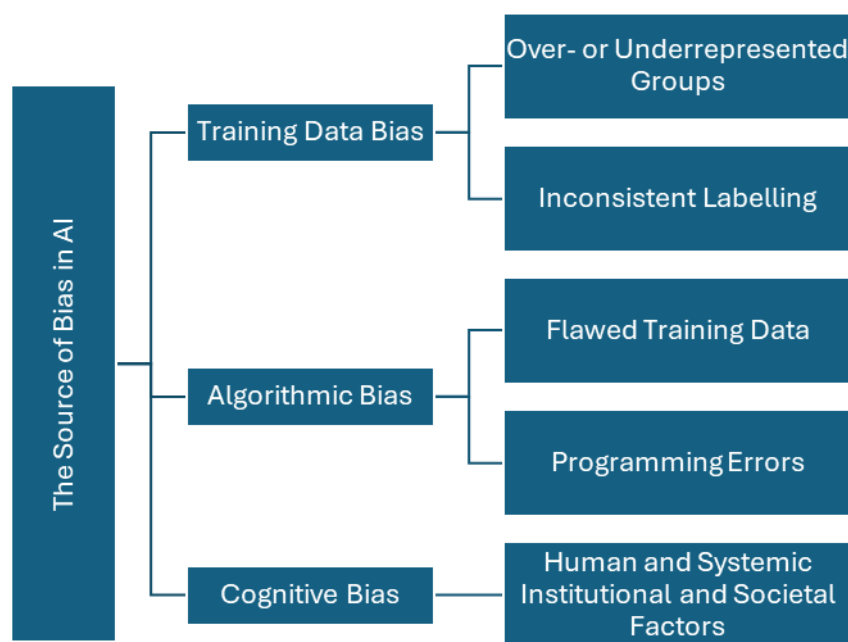 The Source of Bias in AI
Training Data Bias
Over- or Underrepresented
Groups
Inconsistent Labelling
Algorithmic Bias
Flawed Training Data
Programming Errors
Cognitive Bias
Human and Systemic
Institutional and Societal
Factors